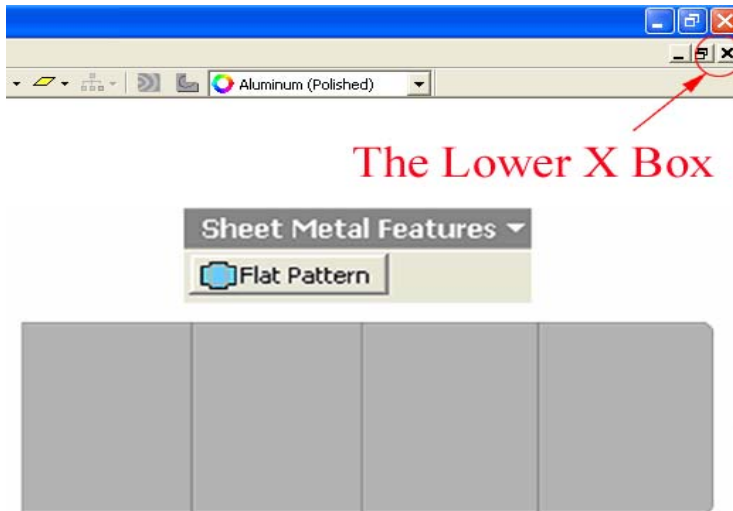 Aluminum (Polished)
The Lower X Box
Sheet Metal Features
Flat Pattern